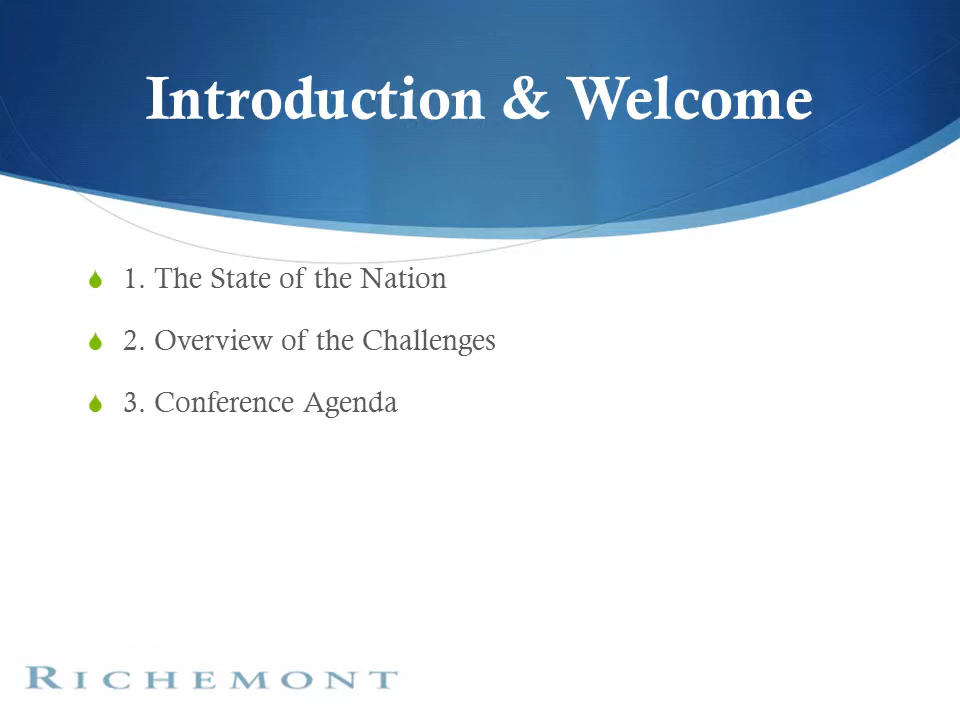 Introduction & Welcome
1. The State of the Nation
2. Overview of the Challenges
3. Conference Agenda
RICHEMONT